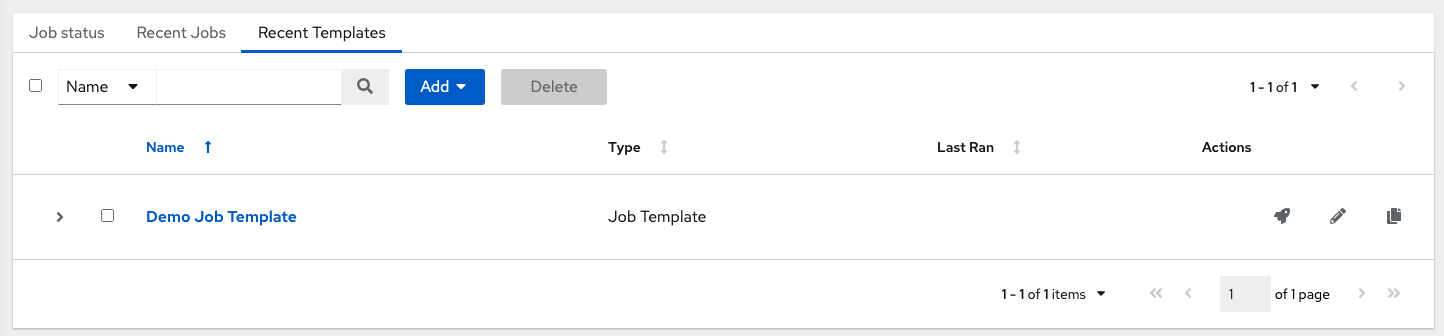 Job status Recent Jobs Recent Templates
Name Add Delete 1 - 1 of 1
Name Type Last Ran Actions
Demo Job Template Job Template
1 - 1 of 1 items 1 of 1 page